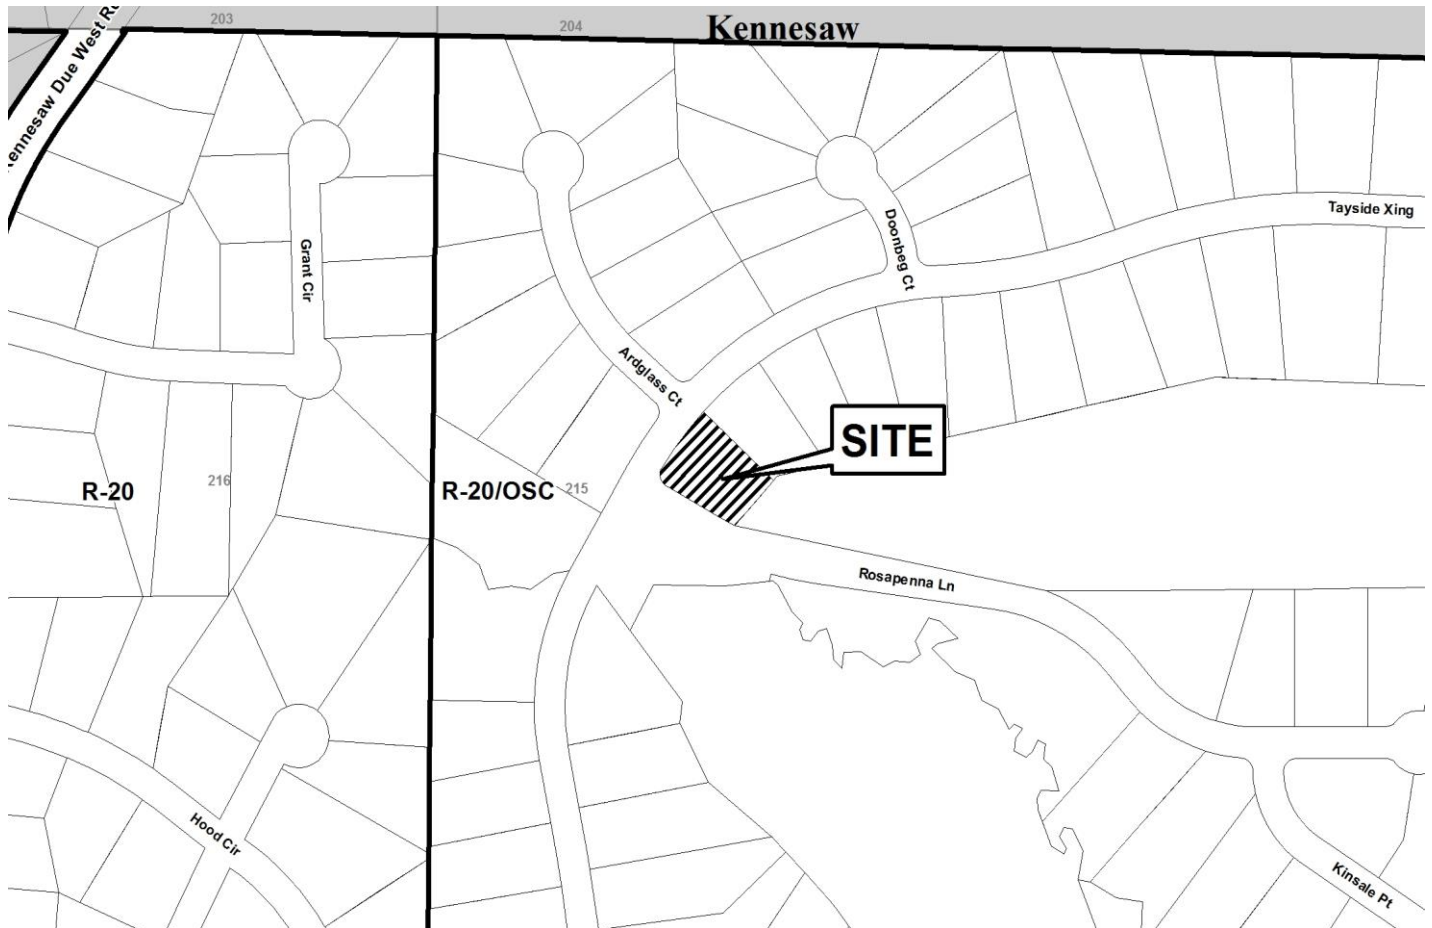 203
204
Kennesaw
Kennesaw Due West Rd
Tayside Xing
Doonbeg Ct
Grant Cir
Ardglass Ct
SITE
R-20
216
R-20/OSC
215
Rosapenna Ln
Hood Cir
Kinsale Pt